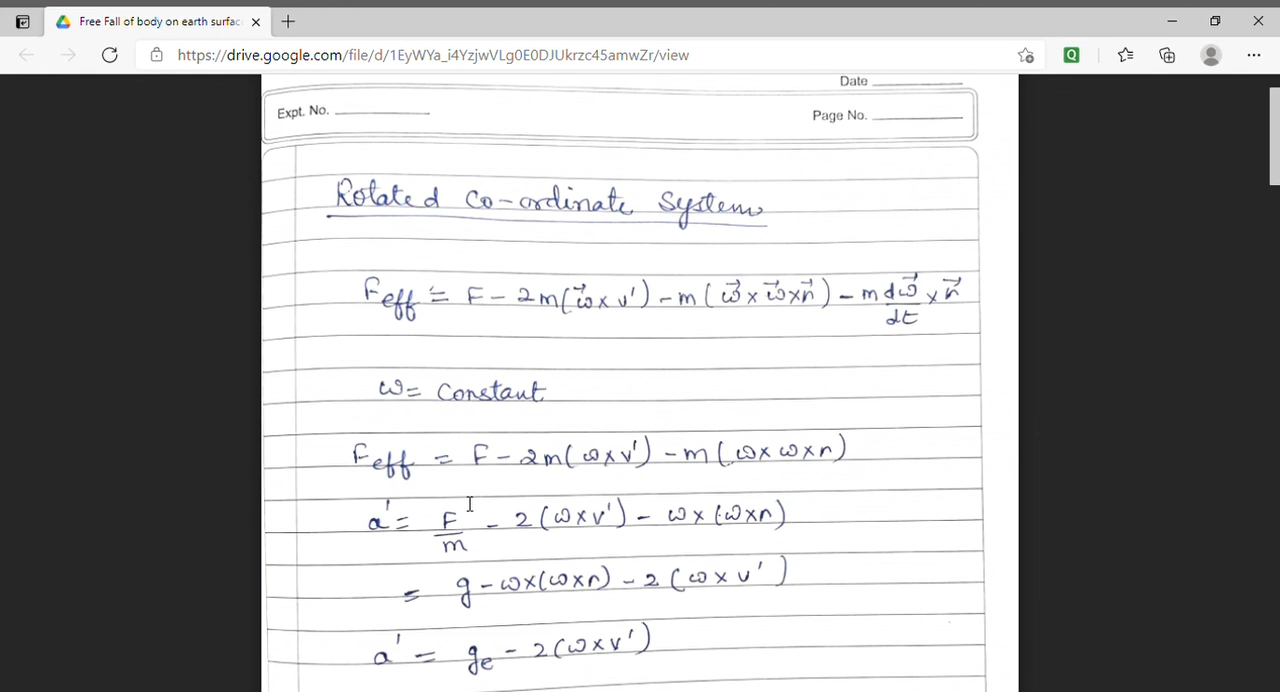 Free Fall of body on earth surfac
https://drive.google.com/file/d/1EyWYa_i4YzjwVLg0E0DJUkrzc45amwZr/view
Date
Expt. No.
Page No.
Rotated Co-ordinate System
Feff = F - 2m(ω⃗ x v') - m(ω⃗ x ω⃗ x r⃗) - m dω⃗/dt x r⃗
ω = Constant
Feff = F - 2m(ω x v') - m(ω x ω x r)
a' = F/m - 2(ω x v') - ω x (ω x r)
= g - ω x (ω x r) - 2(ω x v')
a' = ge - 2(ω x v')